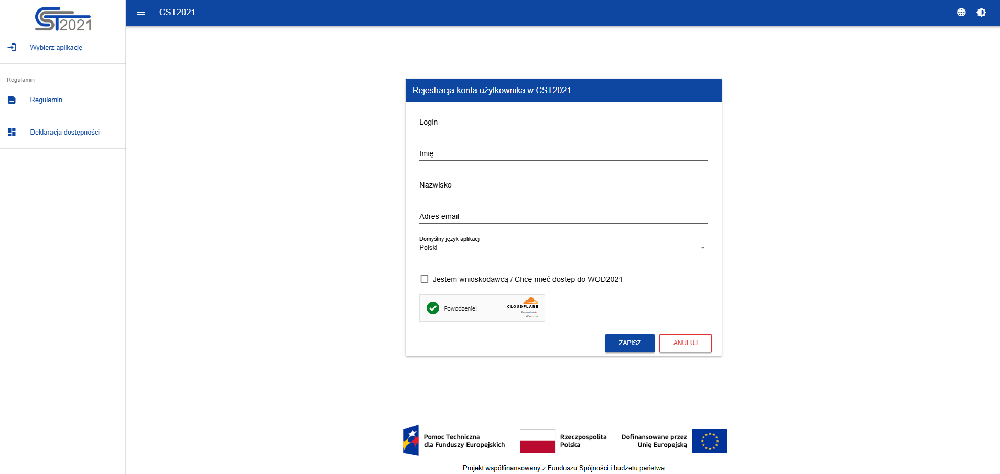 CST2021
Wybierz aplikację
Regulamin
Regulamin
Deklaracja dostępności
CST2021
Rejestracja konta użytkownika w CST2021
Login
Imię
Nazwisko
Adres email
Domyślny język aplikacji
Polski
Jestem wnioskodawcą / Chcę mieć dostęp do WOD2021
Powodzenie!
CLOUDFLARE
Prywatność
Warunki
ZAPISZ
ANULUJ
Pomoc Techniczna
dla Funduszy Europejskich
Rzeczpospolita
Polska
Dofinansowane przez
Unię Europejską
Projekt współfinansowany z Funduszu Spójności i budżetu państwa